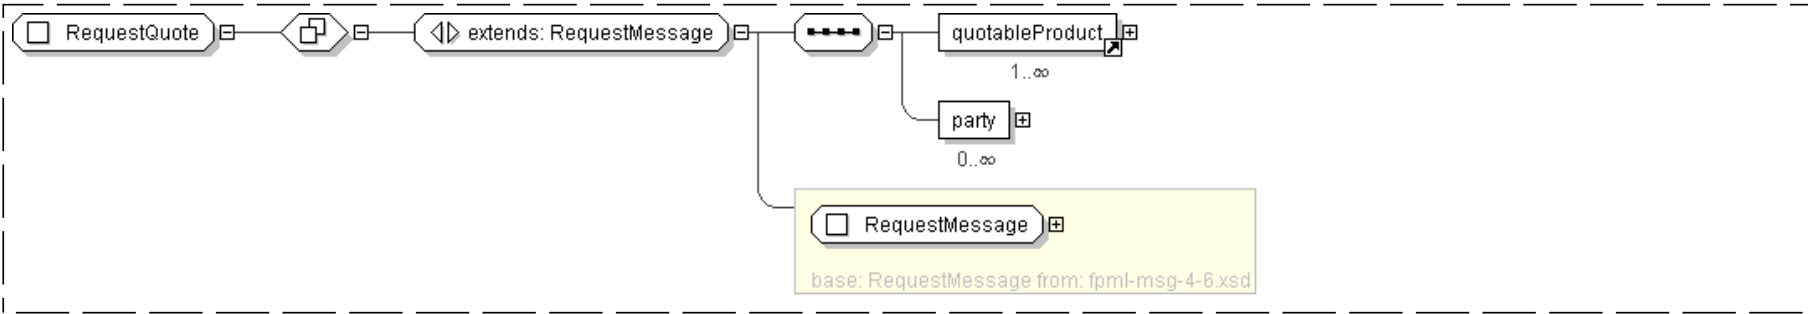 RequestQuote
extends: RequestMessage
quotableProduct
1..∞
party
0..∞
RequestMessage
base: RequestMessage from: fpml-msg-4-6.xsd